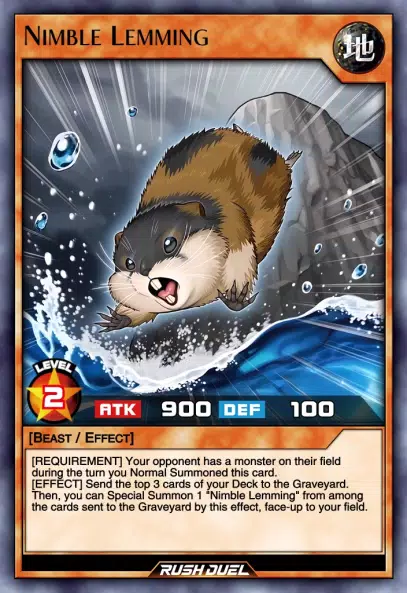 Nimble Lemming
地
LEVEL
2
ATK 900 DEF 100
[Beast / Effect]
[REQUIREMENT] Your opponent has a monster on their field
during the turn you Normal Summoned this card.
[EFFECT] Send the top 3 cards of your Deck to the Graveyard.
Then, you can Special Summon 1 "Nimble Lemming" from among
the cards sent to the Graveyard by this effect, face-up to your field.
RUSH DUEL